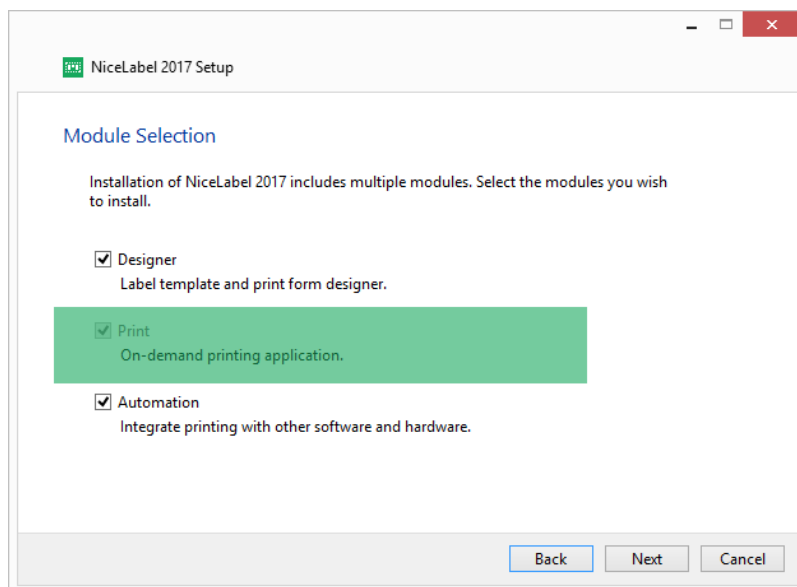 NiceLabel 2017 Setup
Module Selection
Installation of NiceLabel 2017 includes multiple modules. Select the modules you wish
to install.
Designer
Label template and print form designer.
Print
On-demand printing application.
Automation
Integrate printing with other software and hardware.
Back Next Cancel